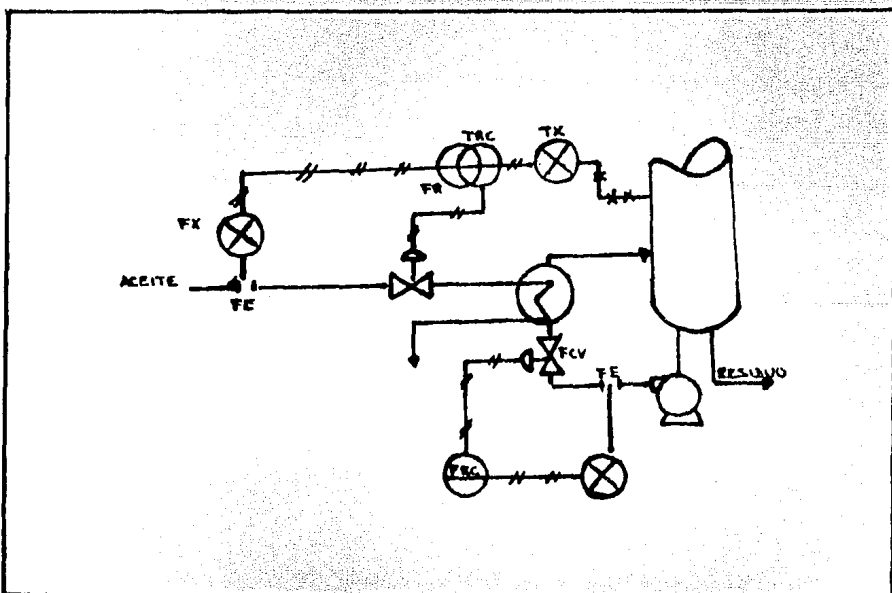 TRC
TX
FR
FX
ACEITE
FE
FCV
FE
RESIDUO
FRC